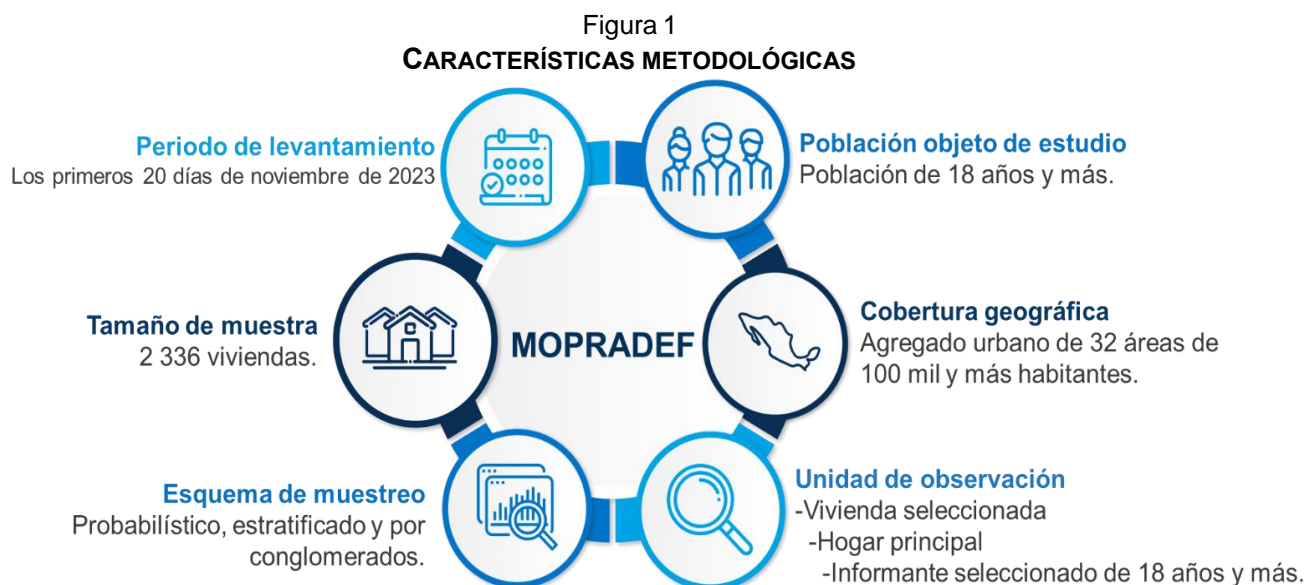 Figura 1
CARACTERÍSTICAS METODOLÓGICAS
Periodo de levantamiento
Los primeros 20 días de noviembre de 2023
Población objeto de estudio
Población de 18 años y más.
Tamaño de muestra
2 336 viviendas.
MOPRADEF
Cobertura geográfica
Agregado urbano de 32 áreas de
100 mil y más habitantes.
Esquema de muestreo
Probabilístico, estratificado y por
conglomerados.
Unidad de observación
-Vivienda seleccionada
-Hogar principal
-Informante seleccionado de 18 años y más.